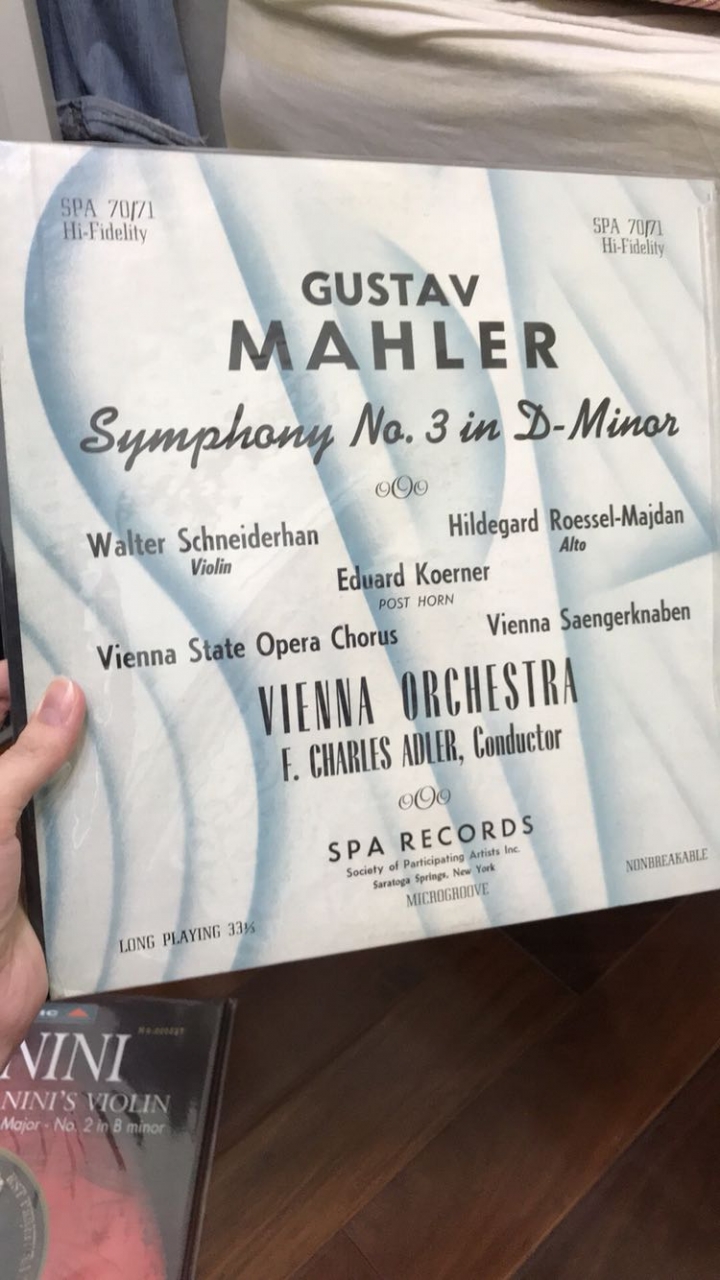 SPA 70/71
Hi-Fidelity
SPA 70/71
Hi-Fidelity
GUSTAV
MAHLER
Symphony No. 3 in D-Minor
Walter Schneiderhan
Violin
Hildegard Roessel-Majdan
Alto
Eduard Koerner
POST HORN
Vienna State Opera Chorus
Vienna Saengerknaben
VIENNA ORCHESTRA
F. CHARLES ADLER, Conductor
SPA RECORDS
Society of Participating Artists Inc.
Saratoga Springs, New York
MICROGROOVE
NONBREAKABLE
LONG PLAYING 33⅓
NINI
NINI'S VIOLIN
Major - No. 2 in B minor